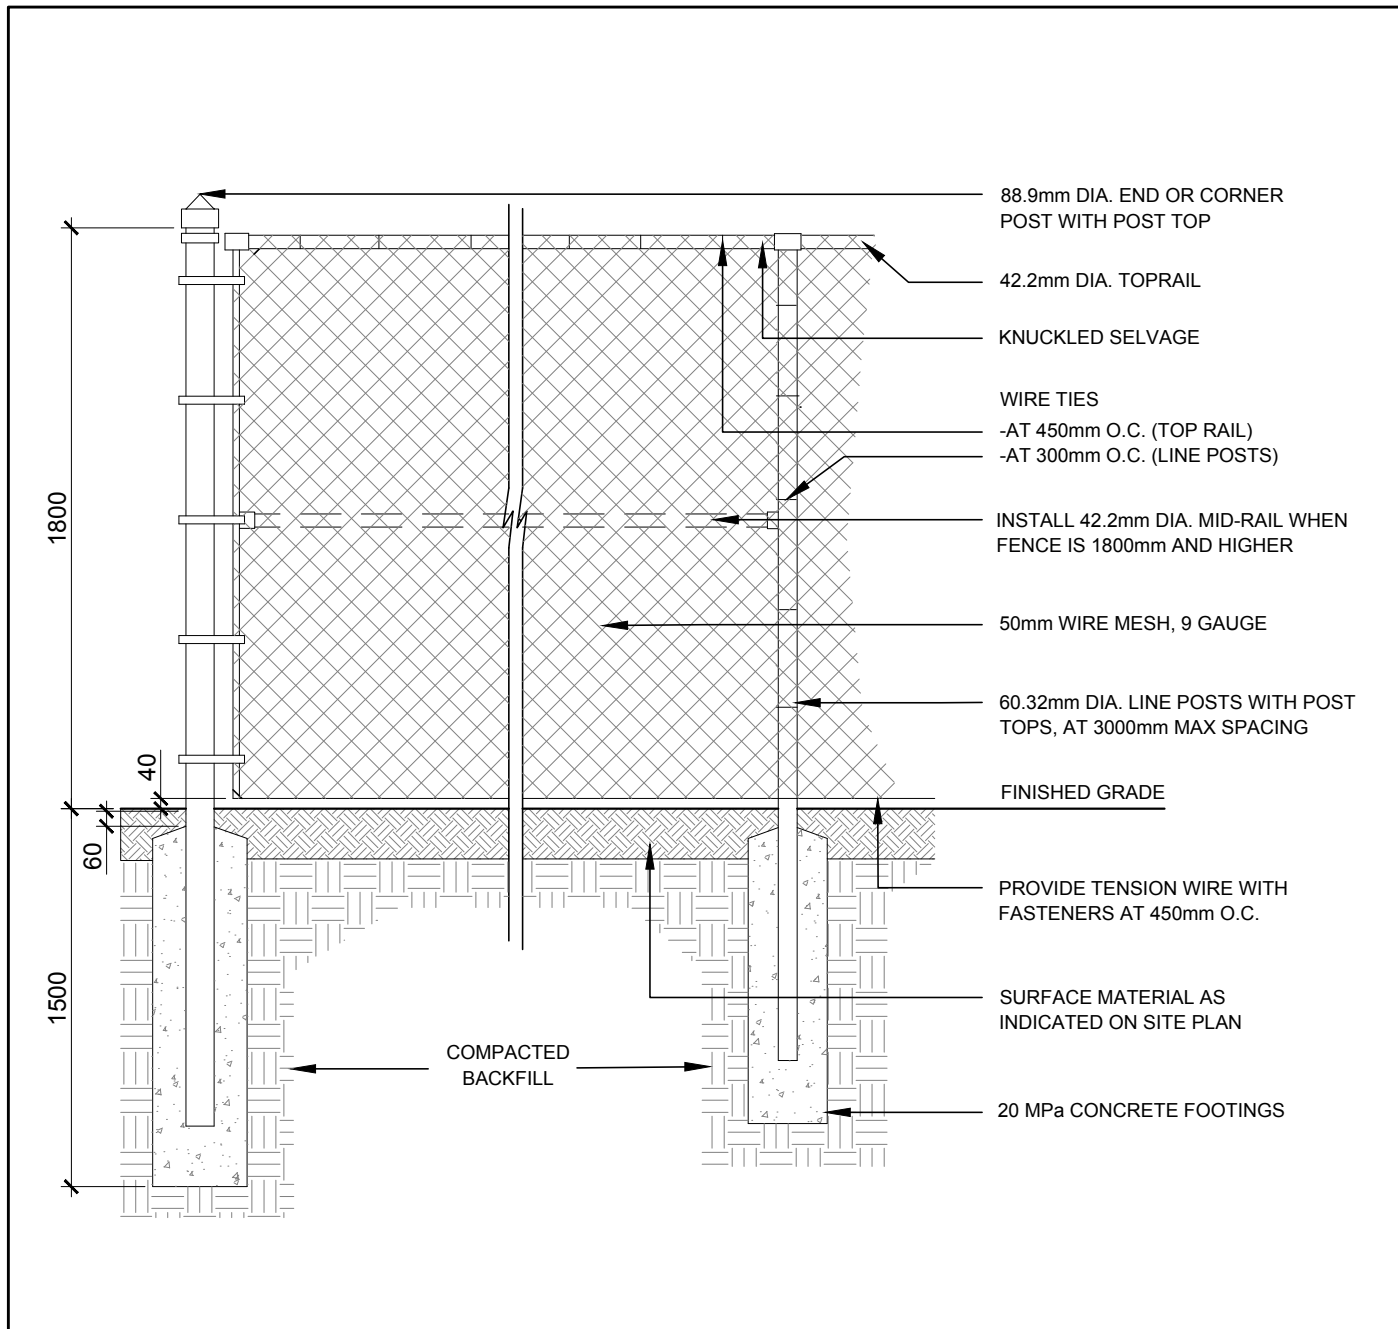 88.9mm DIA. END OR CORNER
POST WITH POST TOP
42.2mm DIA. TOPRAIL
KNUCKLED SELVAGE
WIRE TIES
-AT 450mm O.C. (TOP RAIL)
-AT 300mm O.C. (LINE POSTS)
INSTALL 42.2mm DIA. MID-RAIL WHEN
FENCE IS 1800mm AND HIGHER
50mm WIRE MESH, 9 GAUGE
60.32mm DIA. LINE POSTS WITH POST
TOPS, AT 3000mm MAX SPACING
FINISHED GRADE
PROVIDE TENSION WIRE WITH
FASTENERS AT 450mm O.C.
SURFACE MATERIAL AS
INDICATED ON SITE PLAN
20 MPa CONCRETE FOOTINGS
COMPACTED
BACKFILL
1800
40
60
1500